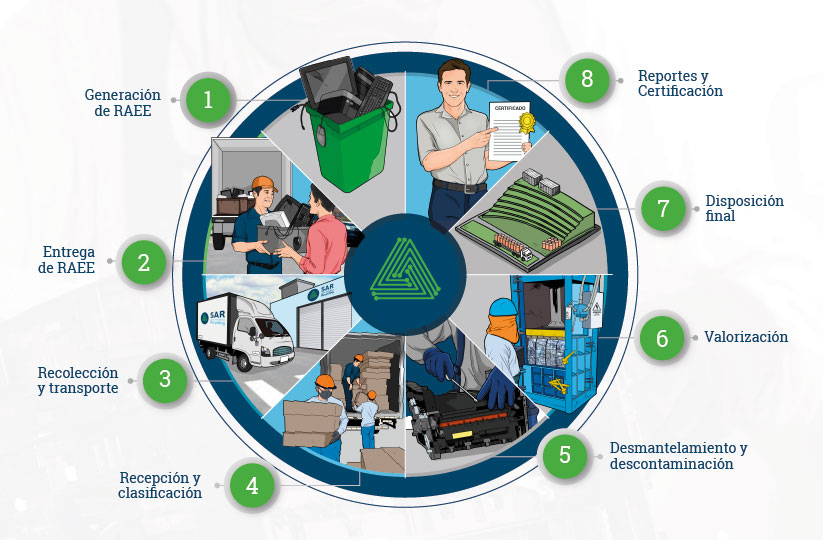 1
Generación
de RAEE
2
Entrega
de RAEE
3
Recolección
y transporte
4
Recepción y
clasificación
5
Desmantelamiento y
descontaminación
6
Valorización
7
Disposición
final
8
Reportes y
Certificación
CERTIFICADO
SAR
SAR